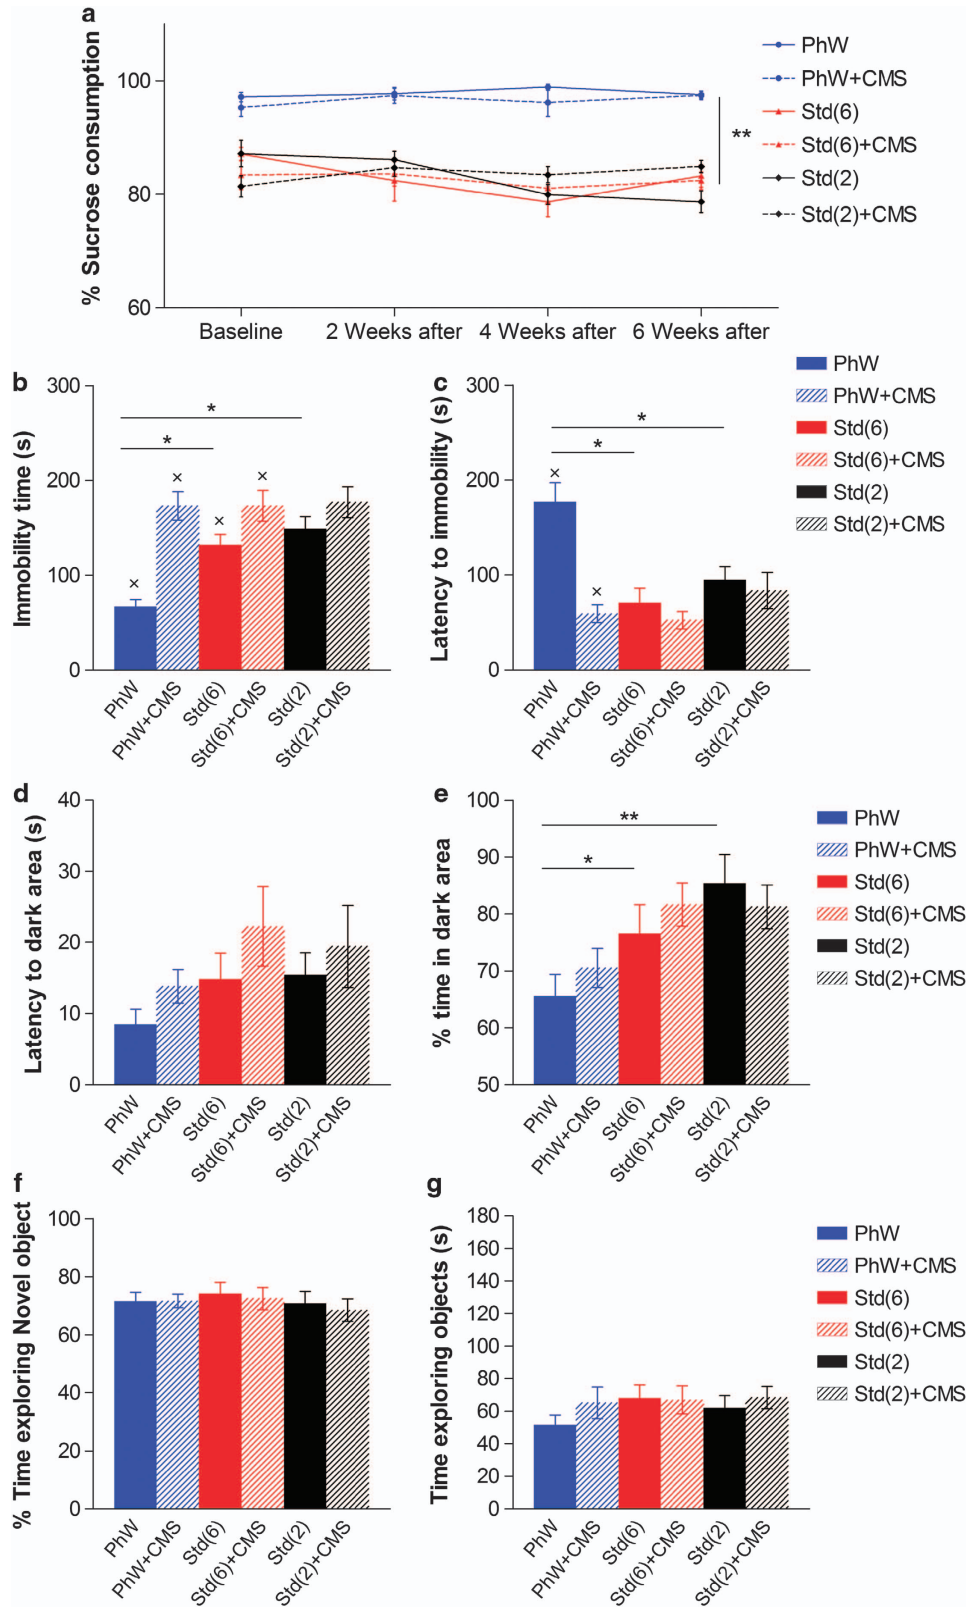 a
% Sucrose consumption
100
80
60
Baseline 2 Weeks after 4 Weeks after 6 Weeks after
**
PhW
PhW+CMS
Std(6)
Std(6)+CMS
Std(2)
Std(2)+CMS
b
Immobility time (s)
300
200
100
0
* *
× × × ×
PhW PhW+CMS Std(6) Std(6)+CMS Std(2) Std(2)+CMS
c
Latency to immobility (s)
300
200
100
0
* *
× ×
PhW PhW+CMS Std(6) Std(6)+CMS Std(2) Std(2)+CMS
PhW
PhW+CMS
Std(6)
Std(6)+CMS
Std(2)
Std(2)+CMS
d
Latency to dark area (s)
40
30
20
10
0
PhW PhW+CMS Std(6) Std(6)+CMS Std(2) Std(2)+CMS
e
% time in dark area
100
90
80
70
60
50
**
*
PhW PhW+CMS Std(6) Std(6)+CMS Std(2) Std(2)+CMS
PhW
PhW+CMS
Std(6)
Std(6)+CMS
Std(2)
Std(2)+CMS
f
% Time exploring Novel object
100
80
60
40
20
0
PhW PhW+CMS Std(6) Std(6)+CMS Std(2) Std(2)+CMS
g
Time exploring objects (s)
180
160
140
120
100
80
60
40
20
0
PhW PhW+CMS Std(6) Std(6)+CMS Std(2) Std(2)+CMS
PhW
PhW+CMS
Std(6)
Std(6)+CMS
Std(2)
Std(2)+CMS